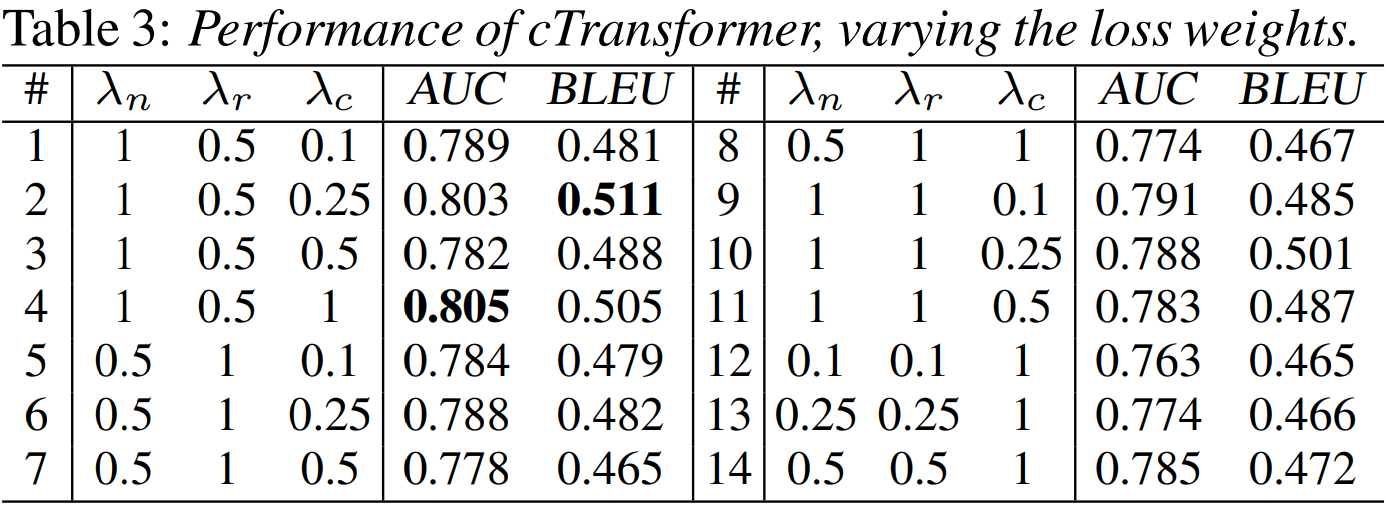 Table 3: Performance of cTransformer, varying the loss weights.
# λn λr λc AUC BLEU # λn λr λc AUC BLEU
1 1 0.5 0.1 0.789 0.481 8 0.5 1 1 0.774 0.467
2 1 0.5 0.25 0.803 0.511 9 1 1 0.1 0.791 0.485
3 1 0.5 0.5 0.782 0.488 10 1 1 0.25 0.788 0.501
4 1 0.5 1 0.805 0.505 11 1 1 0.5 0.783 0.487
5 0.5 1 0.1 0.784 0.479 12 0.1 0.1 1 0.763 0.465
6 0.5 1 0.25 0.788 0.482 13 0.25 0.25 1 0.774 0.466
7 0.5 1 0.5 0.778 0.465 14 0.5 0.5 1 0.785 0.472